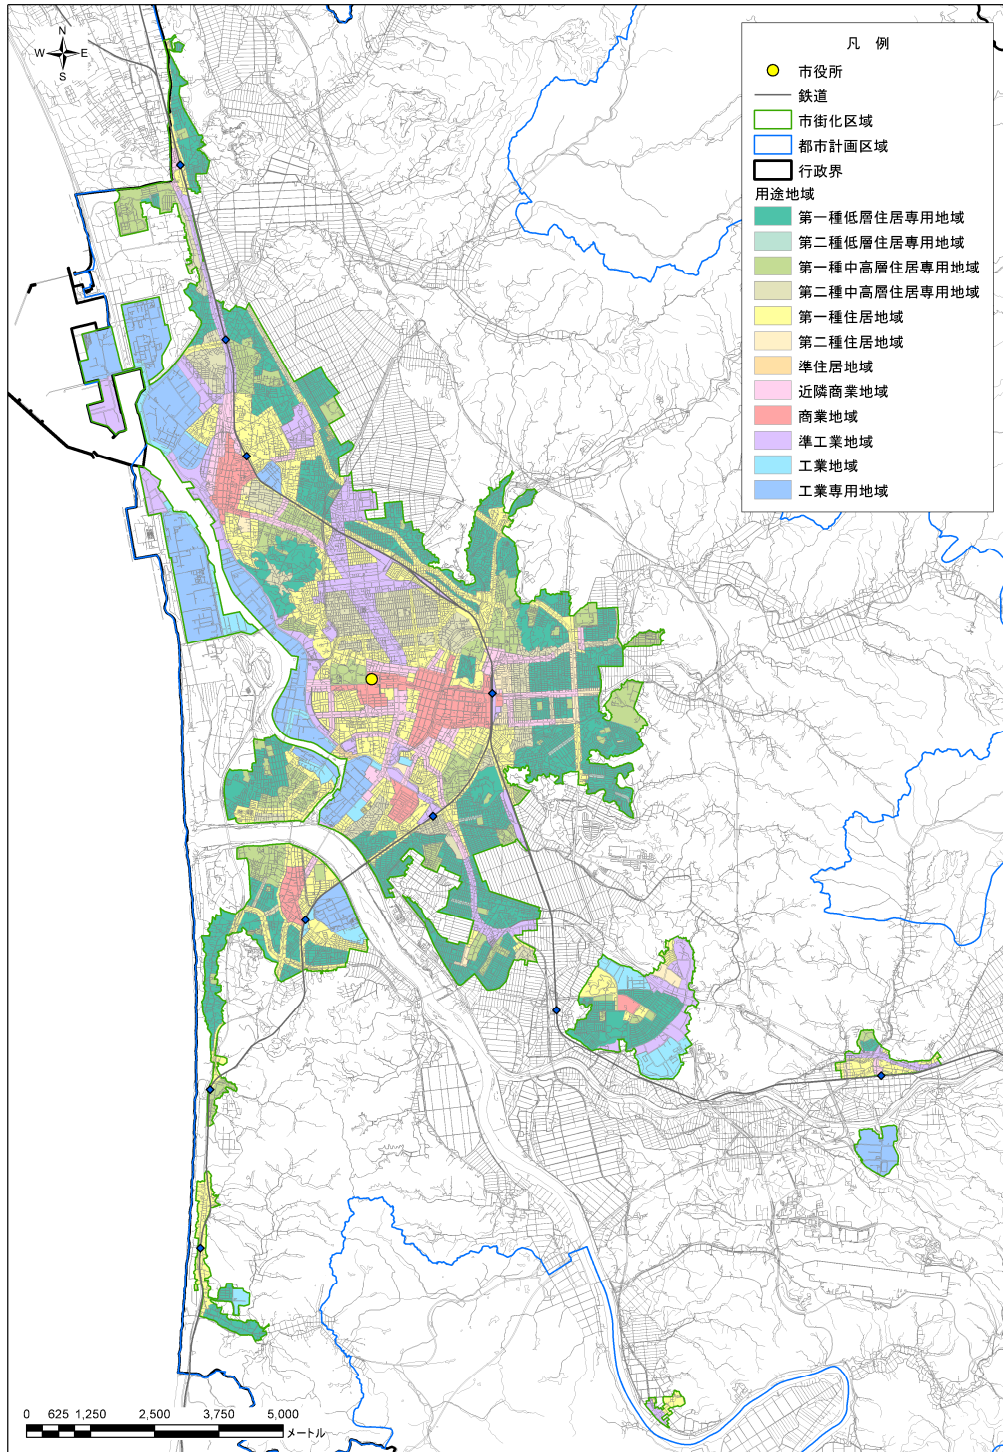 N
W E
S
凡 例
市役所
鉄道
市街化区域
都市計画区域
行政界
用途地域
第一種低層住居専用地域
第二種低層住居専用地域
第一種中高層住居専用地域
第二種中高層住居専用地域
第一種住居地域
第二種住居地域
準住居地域
近隣商業地域
商業地域
準工業地域
工業地域
工業専用地域
0 625 1,250 2,500 3,750 5,000
メートル